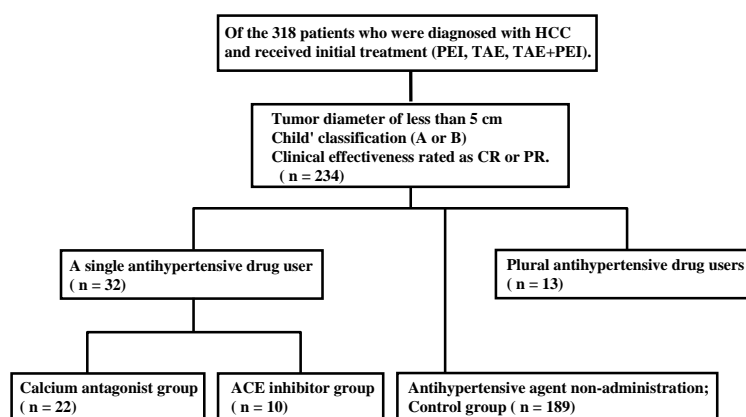 Of the 318 patients who were diagnosed with HCC
and received initial treatment (PEI, TAE, TAE+PEI).
Tumor diameter of less than 5 cm
Child' classification (A or B)
Clinical effectiveness rated as CR or PR.
( n = 234)
A single antihypertensive drug user
( n = 32)
Plural antihypertensive drug users
( n = 13)
Calcium antagonist group
( n = 22)
ACE inhibitor group
( n = 10)
Antihypertensive agent non-administration;
Control group ( n = 189)